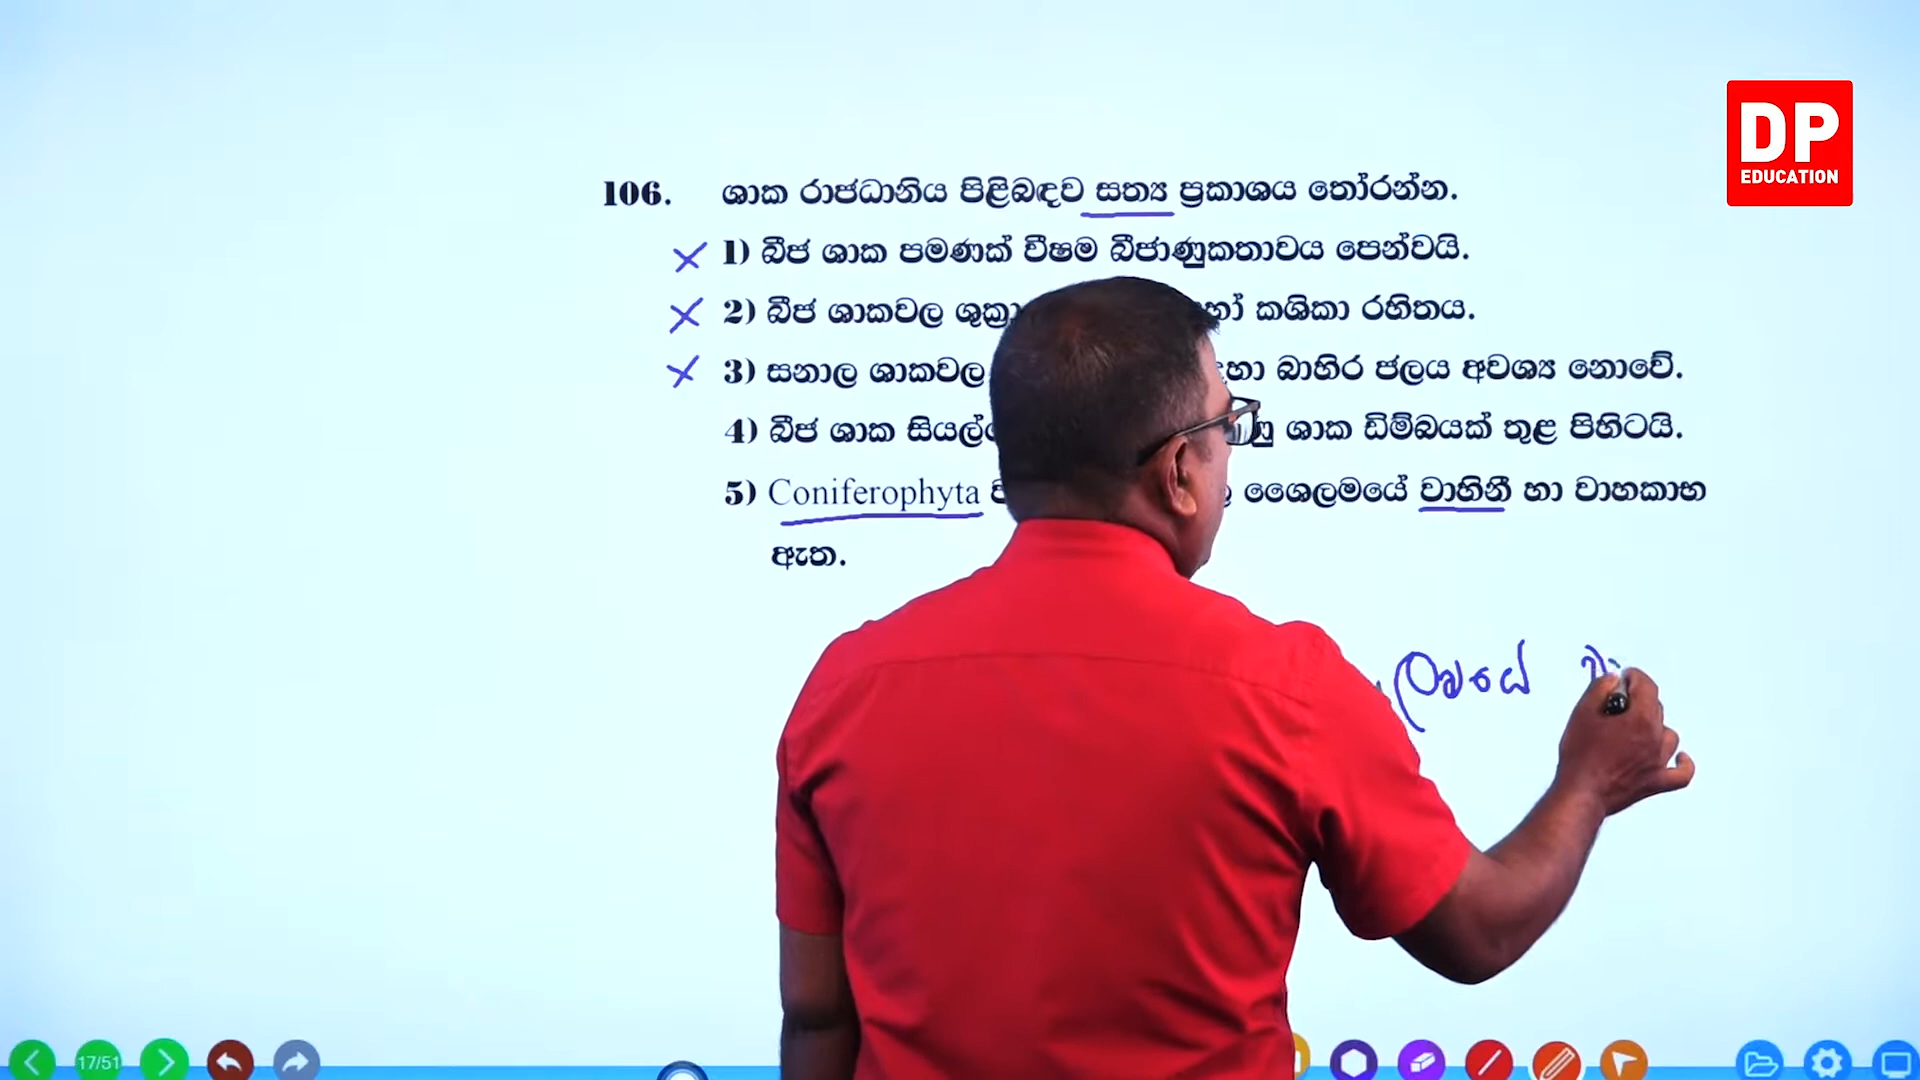 DP
EDUCATION
106. ශාක රාජධානිය පිළිබඳව සත්‍ය ප්‍රකාශය තෝරන්න.
1) බීජ ශාක පමණක් විෂම බීජාණුකතාවය පෙන්වයි.
2) බීජ ශාකවල කශිකා රහිතය.
3) සනාල ශාකවල බාහිර ජලය අවශ්‍ය නොවේ.
4) බීජ ශාක ශාක ඩිම්බයක් තුළ පිහිටයි.
5) Coniferophyta ශෛලමයේ වාහිනී හා වාහකාභ
ඇත.
17/51